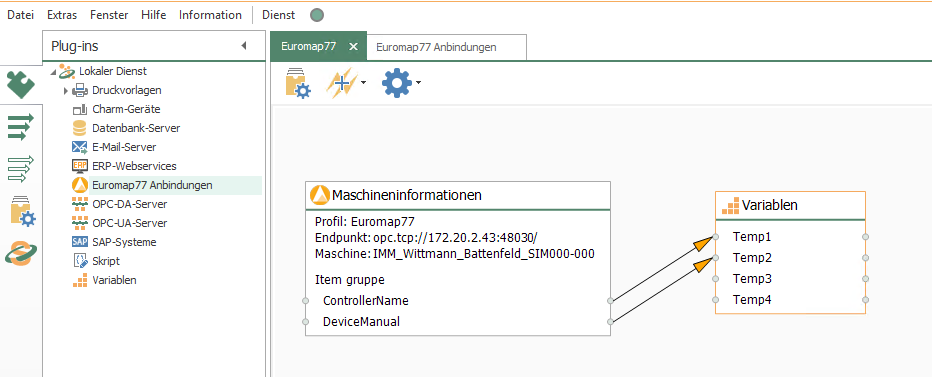 Datei Extras Fenster Hilfe Information Dienst
Plug-ins
Lokaler Dienst
Druckvorlagen
Charm-Geräte
Datenbank-Server
E-Mail-Server
ERP ERP-Webservices
Euromap77 Anbindungen
OPC-DA-Server
OPC-UA-Server
SAP SAP-Systeme
Skript
Variablen
Euromap77 Euromap77 Anbindungen
Maschineninformationen
Profil: Euromap77
Endpunkt: opc.tcp://172.20.2.43:48030/
Maschine: IMM_Wittmann_Battenfeld_SIM000-000
Item gruppe
ControllerName
DeviceManual
Variablen
Temp1
Temp2
Temp3
Temp4